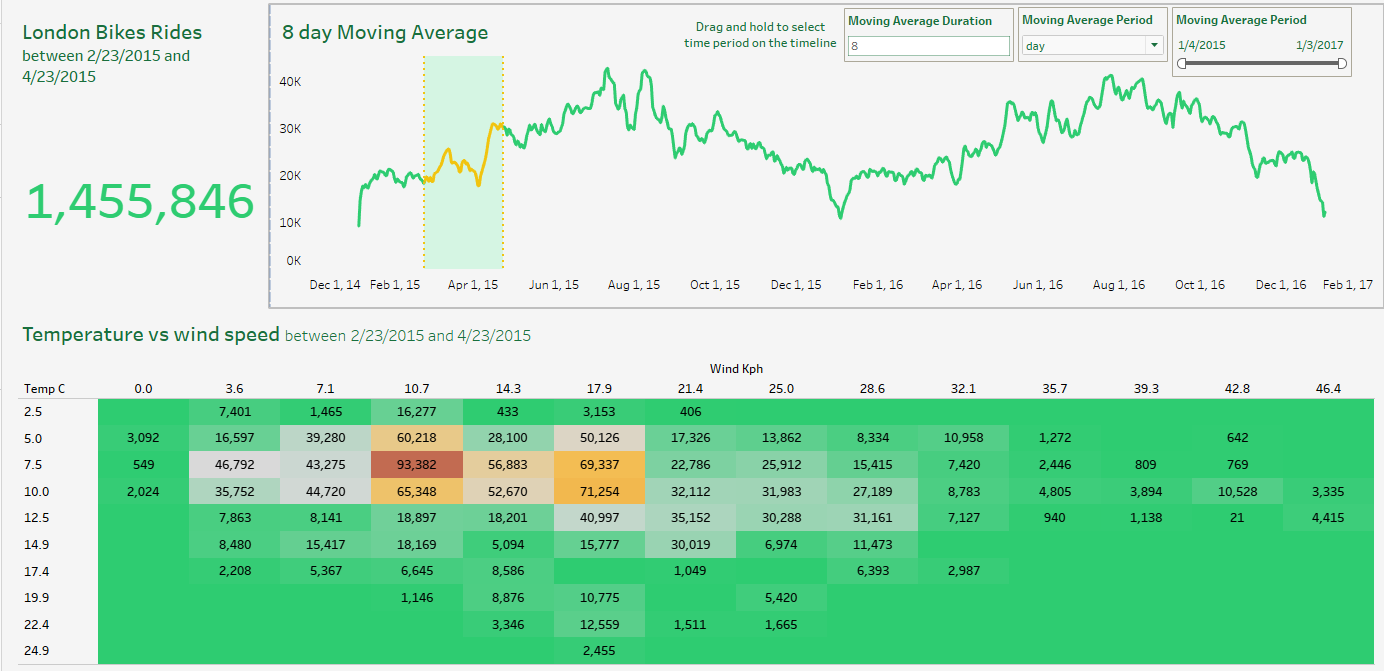 London Bikes Rides
between 2/23/2015 and
4/23/2015
1,455,846
8 day Moving Average
Drag and hold to select
time period on the timeline
Moving Average Duration
8
Moving Average Period
day
Moving Average Period
1/4/2015 1/3/2017
40K
30K
20K
10K
0K
Dec 1, 14 Feb 1, 15 Apr 1, 15 Jun 1, 15 Aug 1, 15 Oct 1, 15 Dec 1, 15 Feb 1, 16 Apr 1, 16 Jun 1, 16 Aug 1, 16 Oct 1, 16 Dec 1, 16 Feb 1, 17
Temperature vs wind speed between 2/23/2015 and 4/23/2015
Wind Kph
Temp C 0.0 3.6 7.1 10.7 14.3 17.9 21.4 25.0 28.6 32.1 35.7 39.3 42.8 46.4
2.5 7,401 1,465 16,277 433 3,153 406
5.0 3,092 16,597 39,280 60,218 28,100 50,126 17,326 13,862 8,334 10,958 1,272 642
7.5 549 46,792 43,275 93,382 56,883 69,337 22,786 25,912 15,415 7,420 2,446 809 769
10.0 2,024 35,752 44,720 65,348 52,670 71,254 32,112 31,983 27,189 8,783 4,805 3,894 10,528 3,335
12.5 7,863 8,141 18,897 18,201 40,997 35,152 30,288 31,161 7,127 940 1,138 21 4,415
14.9 8,480 15,417 18,169 5,094 15,777 30,019 6,974 11,473
17.4 2,208 5,367 6,645 8,586 1,049 6,393 2,987
19.9 1,146 8,876 10,775 5,420
22.4 3,346 12,559 1,511 1,665
24.9 2,455